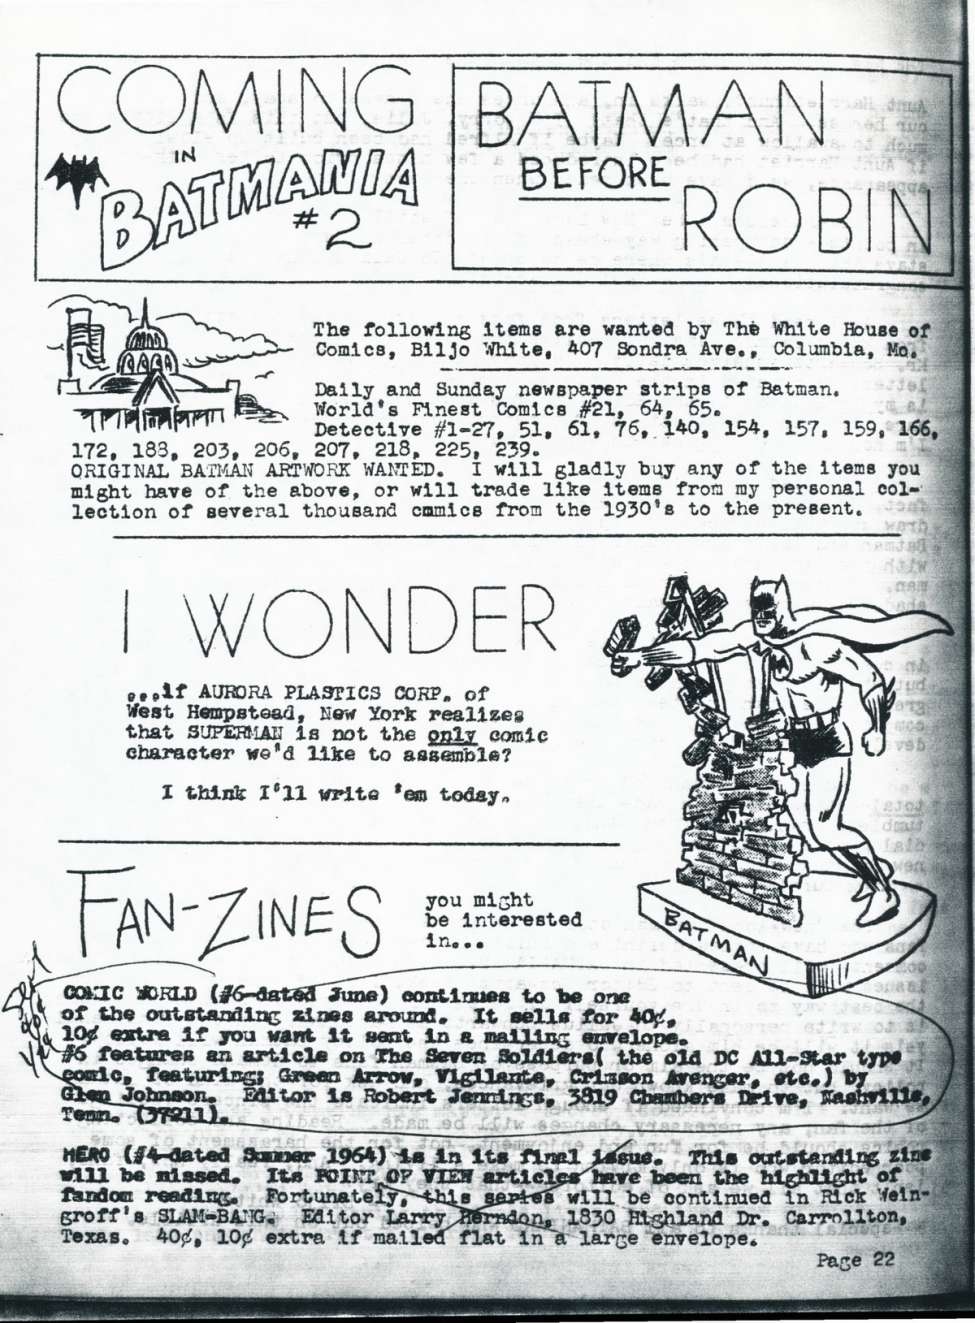 COMING
IN
BATMANIA
#2
BATMAN
BEFORE
ROBIN
The following items are wanted by The White House of
Comics, Biljo White, 407 Sondra Ave., Columbia, Mo.
Daily and Sunday newspaper strips of Batman.
World's Finest Comics #21, 64, 65.
Detective #1-27, 51, 61, 76, 140, 154, 157, 159, 166,
172, 188, 203, 206, 207, 218, 225, 239.
ORIGINAL BATMAN ARTWORK WANTED. I will gladly buy any of the items you
might have of the above, or will trade like items from my personal col-
lection of several thousand comics from the 1930's to the present.
I WONDER
...if AURORA PLASTICS CORP. of
West Hempstead, New York realizes
that SUPERMAN is not the only comic
character we'd like to assemble?
I think I'll write 'em today.
BATMAN
FAN-ZINES
you might
be interested
in...
COMIC WORLD (#6-dated June) continues to be one
of the outstanding zines around. It sells for 40¢,
10¢ extra if you want it sent in a mailing envelope.
#6 features an article on The Seven Soldiers( the old DC All-Star type
comic, featuring; Green Arrow, Vigilante, Crimson Avenger, etc.) by
Glen Johnson. Editor is Robert Jennings, 3819 Chambers Drive, Nashville,
Tenn. (37211).
HERO (#4-dated Summer 1964) is in its final issue. This outstanding zine
will be missed. Its POINT OF VIEW articles have been the highlight of
fandom reading. Fortunately, this series will be continued in Rick Wein-
groff's SLAM-BANG. Editor Larry Herndon, 1830 Highland Dr. Carrollton,
Texas. 40¢, 10¢ extra if mailed flat in a large envelope.
Page 22